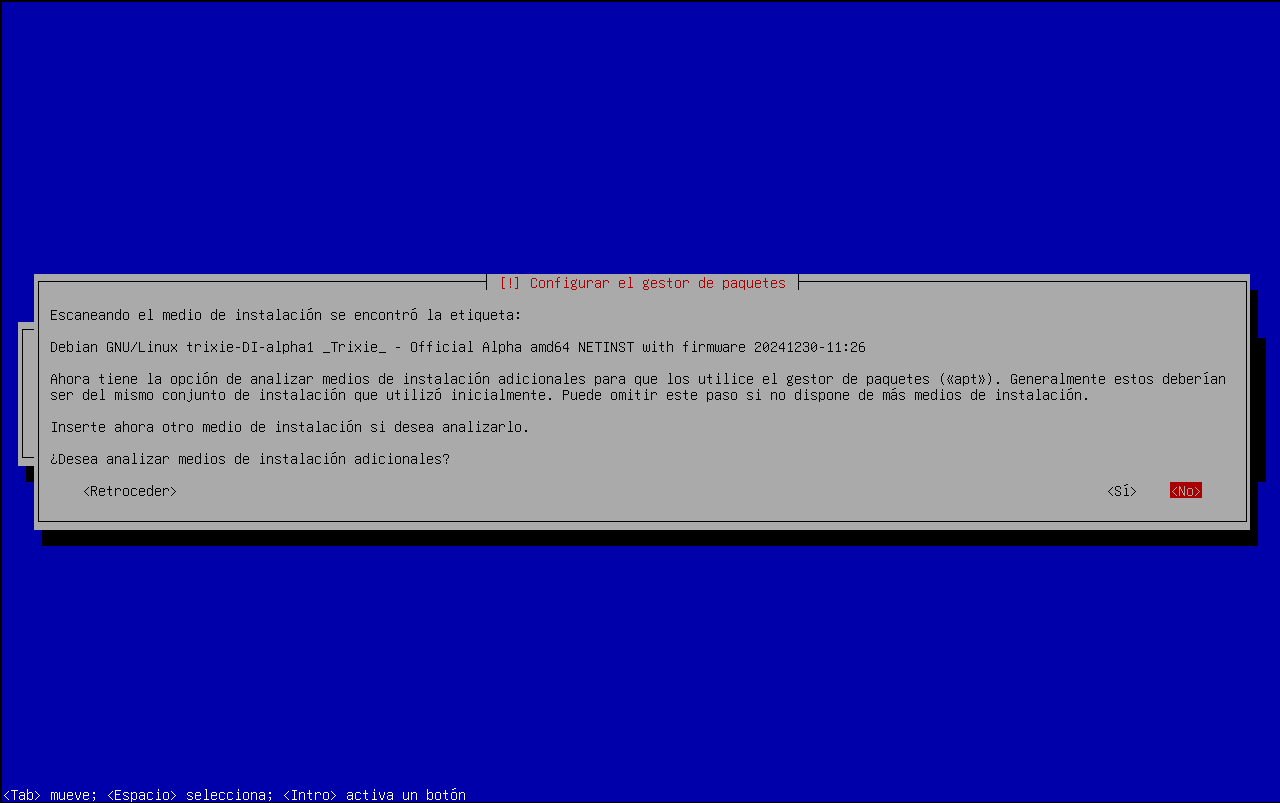 [!] Configurar el gestor de paquetes
Escaneando el medio de instalación se encontró la etiqueta:
Debian GNU/Linux trixie-DI-alpha1 _Trixie_ - Official Alpha amd64 NETINST with firmware 20241230-11:26
Ahora tiene la opción de analizar medios de instalación adicionales para que los utilice el gestor de paquetes («apt»). Generalmente estos deberían
ser del mismo conjunto de instalación que utilizó inicialmente. Puede omitir este paso si no dispone de más medios de instalación.
Inserte ahora otro medio de instalación si desea analizarlo.
¿Desea analizar medios de instalación adicionales?
<Retroceder> <Sí> <No>
<Tab> mueve; <Espacio> selecciona; <Intro> activa un botón